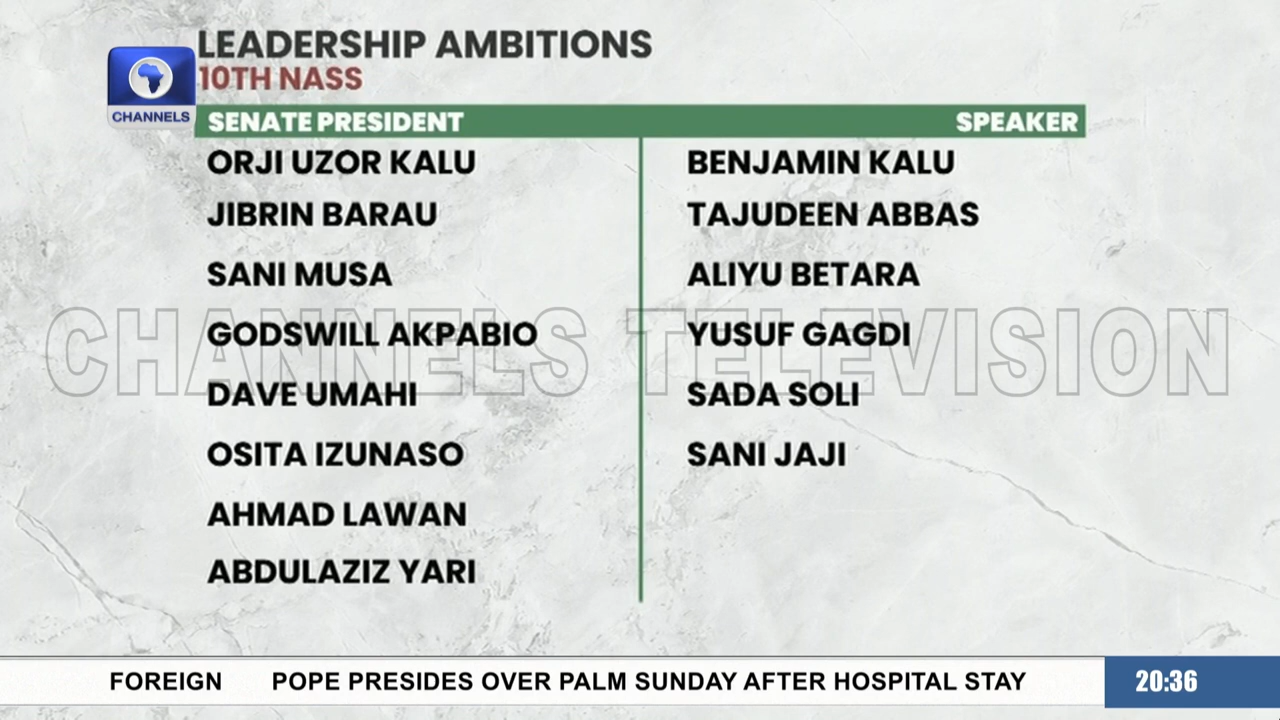 LEADERSHIP AMBITIONS
10TH NASS
CHANNELS
SENATE PRESIDENT SPEAKER
ORJI UZOR KALU BENJAMIN KALU
JIBRIN BARAU TAJUDEEN ABBAS
SANI MUSA ALIYU BETARA
GODSWILL AKPABIO YUSUF GAGDI
CHANNELS TELEVISION
DAVE UMAHI SADA SOLI
OSITA IZUNASO SANI JAJI
AHMAD LAWAN
ABDULAZIZ YARI
FOREIGN POPE PRESIDES OVER PALM SUNDAY AFTER HOSPITAL STAY 20:36